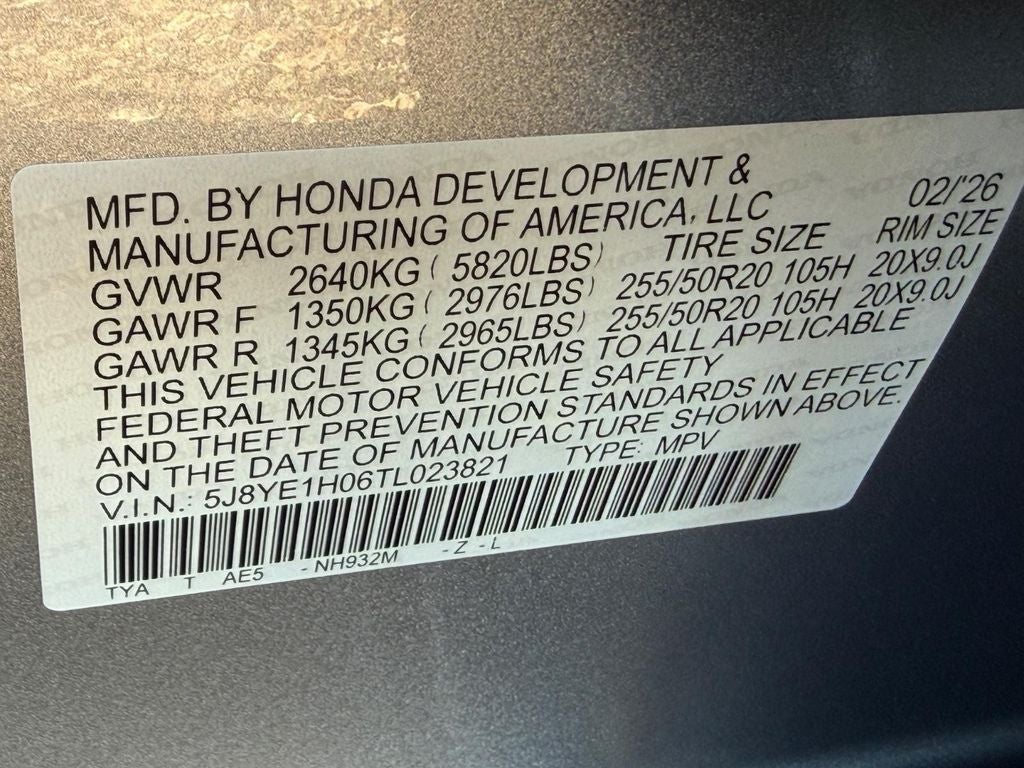 MFD. BY HONDA DEVELOPMENT &
MANUFACTURING OF AMERICA, LLC 02/'26
GVWR 2640KG ( 5820LBS) TIRE SIZE RIM SIZE
GAWR F 1350KG ( 2976LBS) 255/50R20 105H 20X9.0J
GAWR R 1345KG ( 2965LBS) 255/50R20 105H 20X9.0J
THIS VEHICLE CONFORMS TO ALL APPLICABLE
FEDERAL MOTOR VEHICLE SAFETY
AND THEFT PREVENTION STANDARDS IN EFFECT
ON THE DATE OF MANUFACTURE SHOWN ABOVE.
V.I.N.: 5J8YE1H06TL023821 TYPE: MPV
TYA T AE5 - NH932M - Z - L